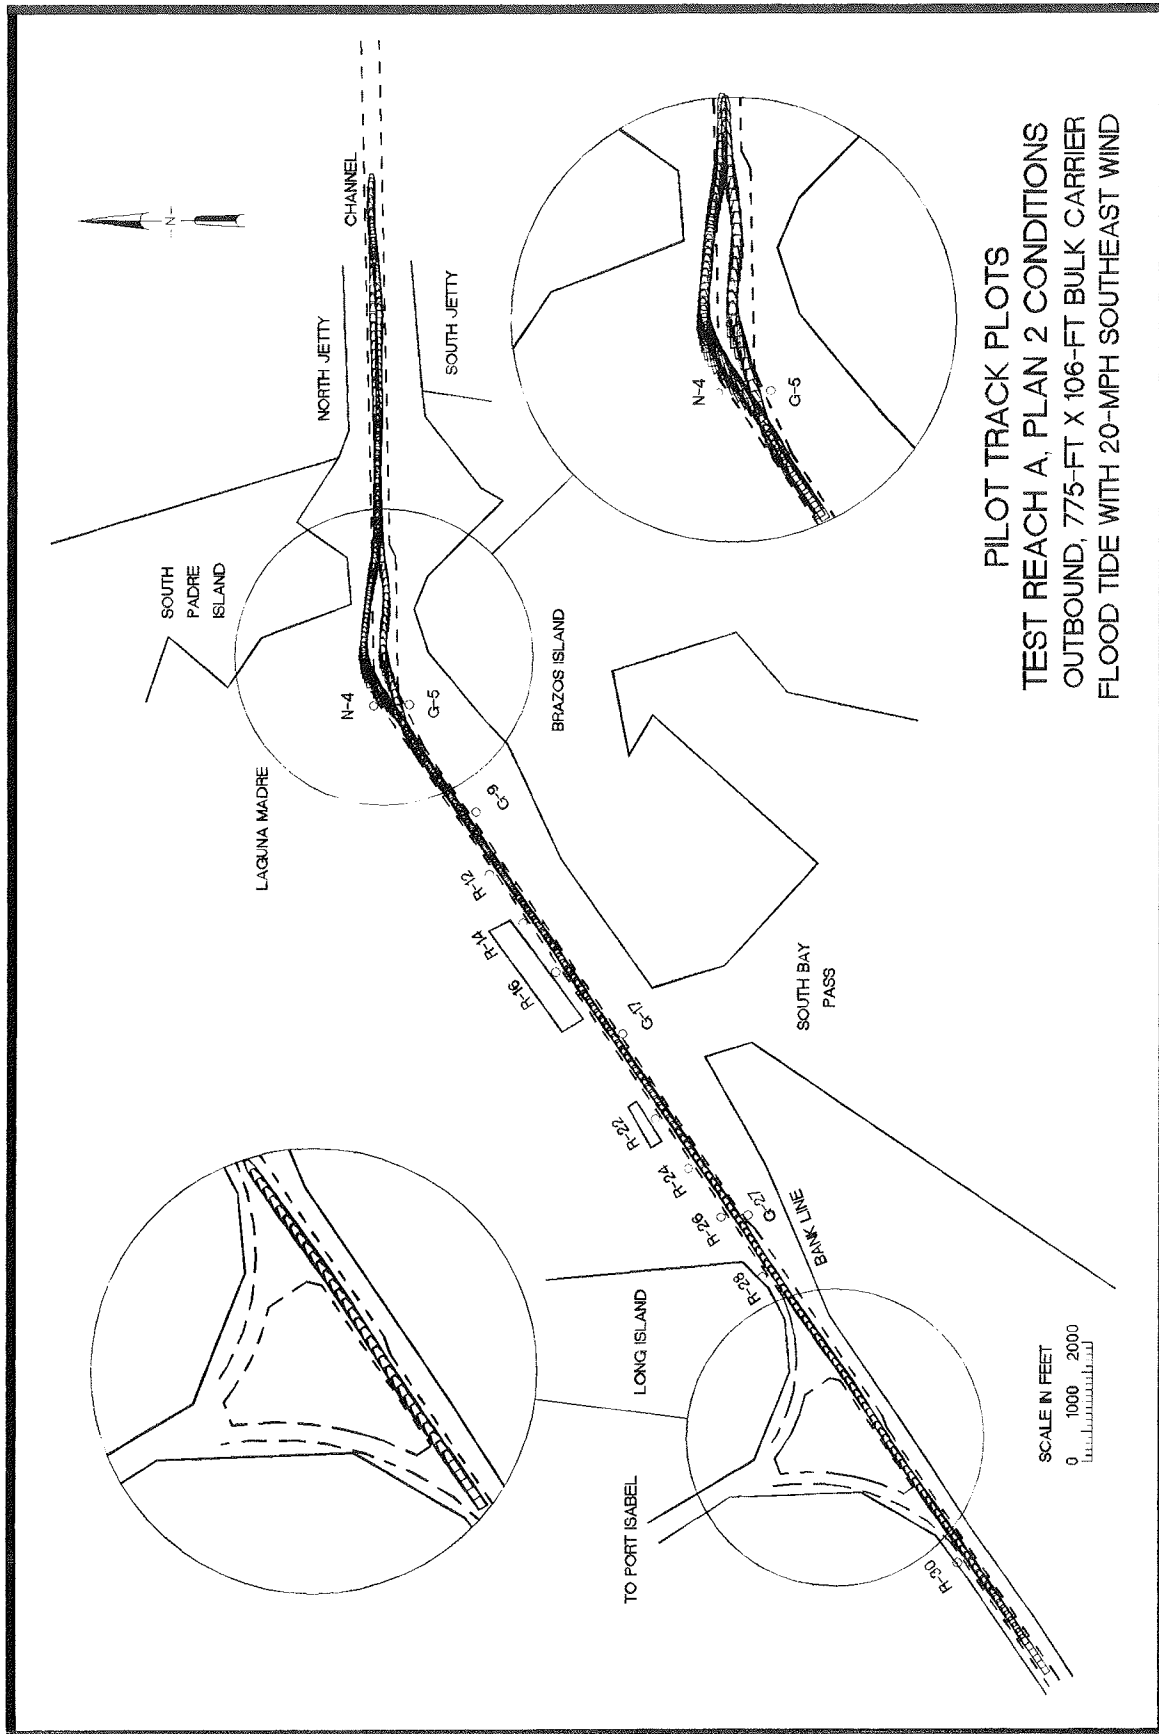 PILOT TRACK PLOTS
TEST REACH A, PLAN 2 CONDITIONS
OUTBOUND, 775-FT X 106-FT BULK CARRIER
FLOOD TIDE WITH 20-MPH SOUTHEAST WIND
-N-
CHANNEL
NORTH JETTY
SOUTH JETTY
SOUTH
PADRE
ISLAND
N-4
G-5
N-4
G-5
LAGUNA MADRE
BRAZOS ISLAND
G-9
R-12
R-14
R-16
G-17
SOUTH BAY
PASS
R-22
R-24
R-26
G-27
R-28
BANK LINE
LONG ISLAND
TO PORT ISABEL
R-30
SCALE IN FEET
0 1000 2000